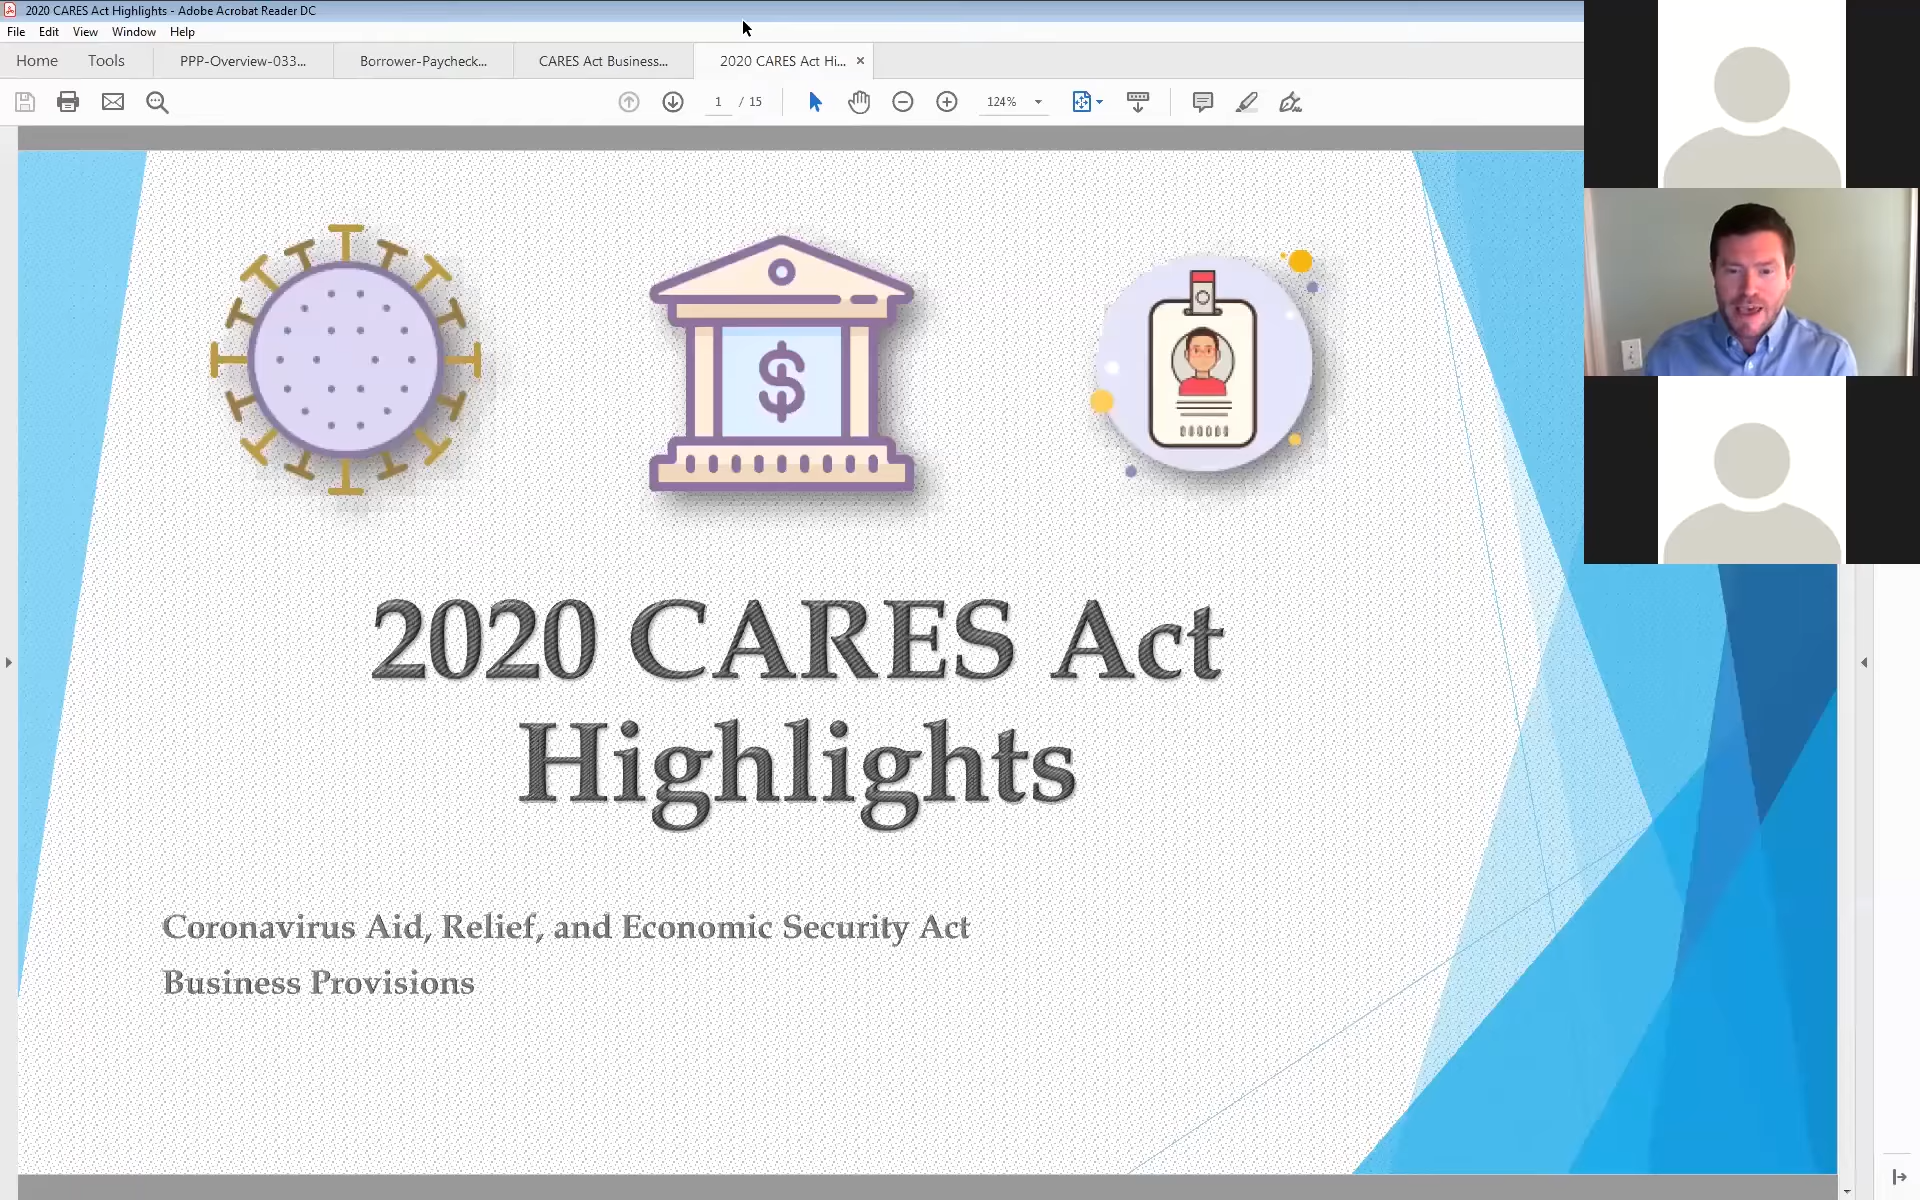 2020 CARES Act Highlights - Adobe Acrobat Reader DC
File Edit View Window Help
Home Tools PPP-Overview-033... Borrower-Paycheck... CARES Act Business... 2020 CARES Act Hi... ×
1 / 15 124%
$
2020 CARES Act
Highlights
Coronavirus Aid, Relief, and Economic Security Act
Business Provisions